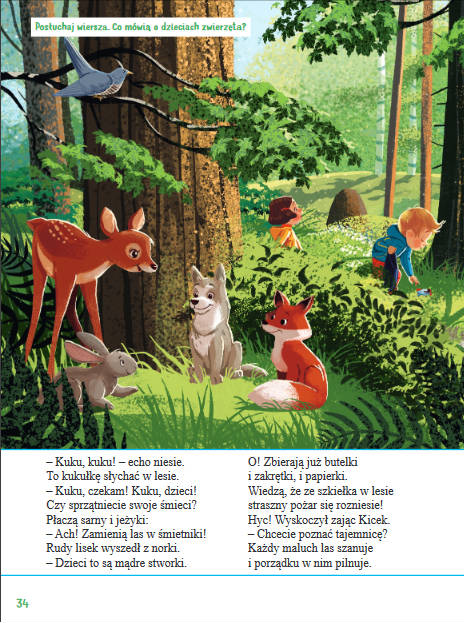 Posłuchaj wiersza. Co mówią o dzieciach zwierzęta?
– Kuku, kuku! – echo niesie.
To kukułkę słychać w lesie.
– Kuku, czekam! Kuku, dzieci!
Czy sprzątniecie swoje śmieci?
Płaczą sarny i jeżyki:
– Ach! Zamienią las w śmietniki!
Rudy lisek wyszedł z norki.
– Dzieci to są mądre stworki.
O! Zbierają już butelki
i zakrętki, i papierki.
Wiedzą, że ze szkiełka w lesie
straszny pożar się rozniesie!
Hyc! Wyskoczył zając Kicek.
– Chcecie poznać tajemnicę?
Każdy maluch las szanuje
i porządku w nim pilnuje.
34